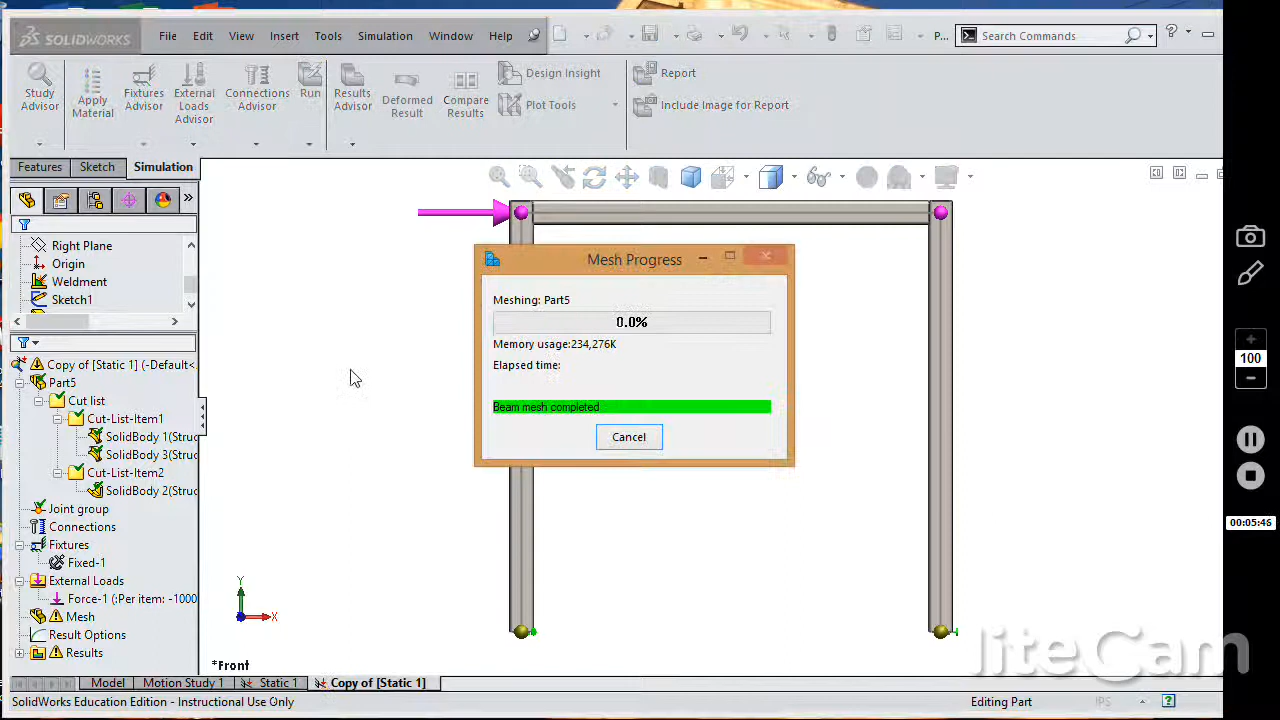 SOLIDWORKS File Edit View Insert Tools Simulation Window Help P... Search Commands ?
Study Advisor
Apply Material
Fixtures Advisor
External Loads Advisor
Connections Advisor
Run
Results Advisor
Deformed Result
Compare Results
Design Insight
Plot Tools
Report
Include Image for Report
Features Sketch Simulation
»
Right Plane
Origin
Weldment
Sketch1
Copy of [Static 1] (-Default<
Part5
Cut list
Cut-List-Item1
SolidBody 1(Struc
SolidBody 3(Struc
Cut-List-Item2
SolidBody 2(Struc
Joint group
Connections
Fixtures
Fixed-1
External Loads
Force-1 (:Per item: -1000
Mesh
Result Options
Results
Mesh Progress
Meshing: Part5
0.0%
Memory usage:234,276K
Elapsed time:
Beam mesh completed
Cancel
100
00:05:46
Y
X
*Front
liteCam
Model Motion Study 1 Static 1 Copy of [Static 1]
SolidWorks Education Edition - Instructional Use Only Editing Part IPS ?